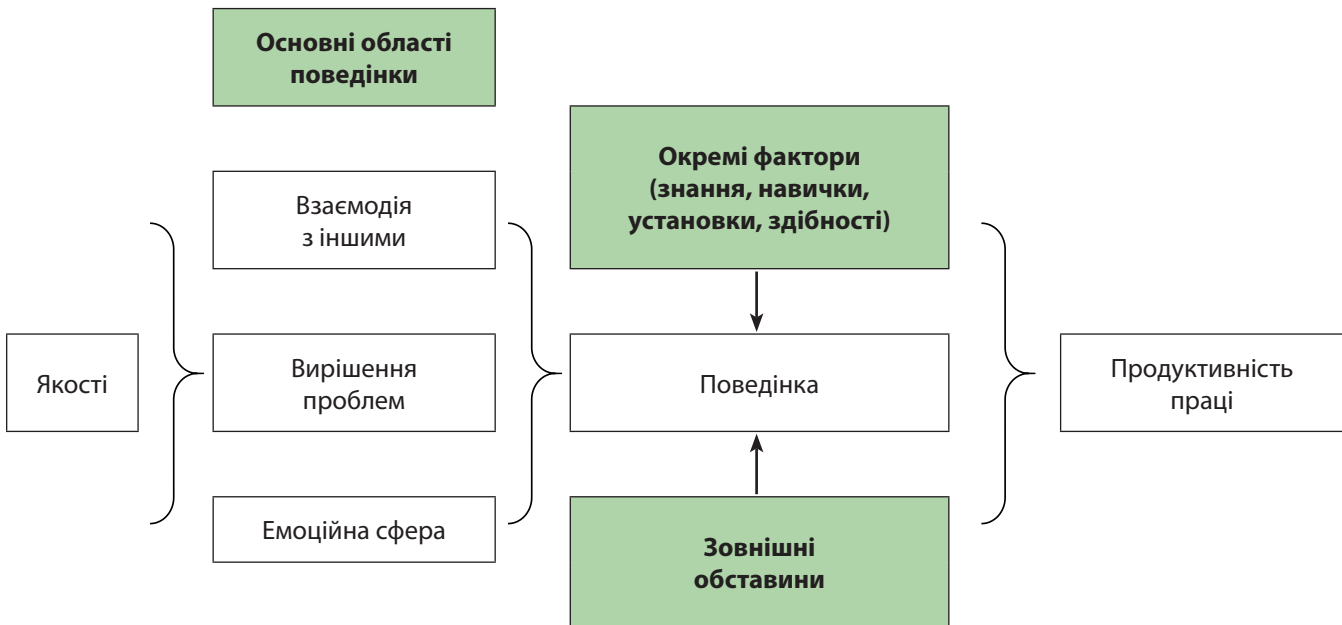 Основні області
поведінки
Окремі фактори
(знання, навички,
установки, здібності)
Взаємодія
з іншими
Якості
Вирішення
проблем
Поведінка
Продуктивність
праці
Емоційна сфера
Зовнішні
обставини